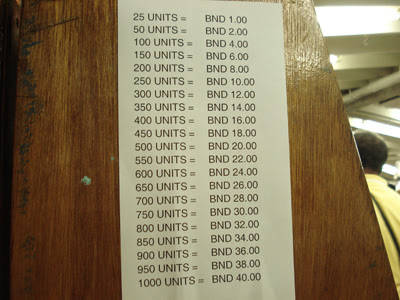 25 UNITS = BND 1.00
50 UNITS = BND 2.00
100 UNITS = BND 4.00
150 UNITS = BND 6.00
200 UNITS = BND 8.00
250 UNITS = BND 10.00
300 UNITS = BND 12.00
350 UNITS = BND 14.00
400 UNITS = BND 16.00
450 UNITS = BND 18.00
500 UNITS = BND 20.00
550 UNITS = BND 22.00
600 UNITS = BND 24.00
650 UNITS = BND 26.00
700 UNITS = BND 28.00
750 UNITS = BND 30.00
800 UNITS = BND 32.00
850 UNITS = BND 34.00
900 UNITS = BND 36.00
950 UNITS = BND 38.00
1000 UNITS = BND 40.00